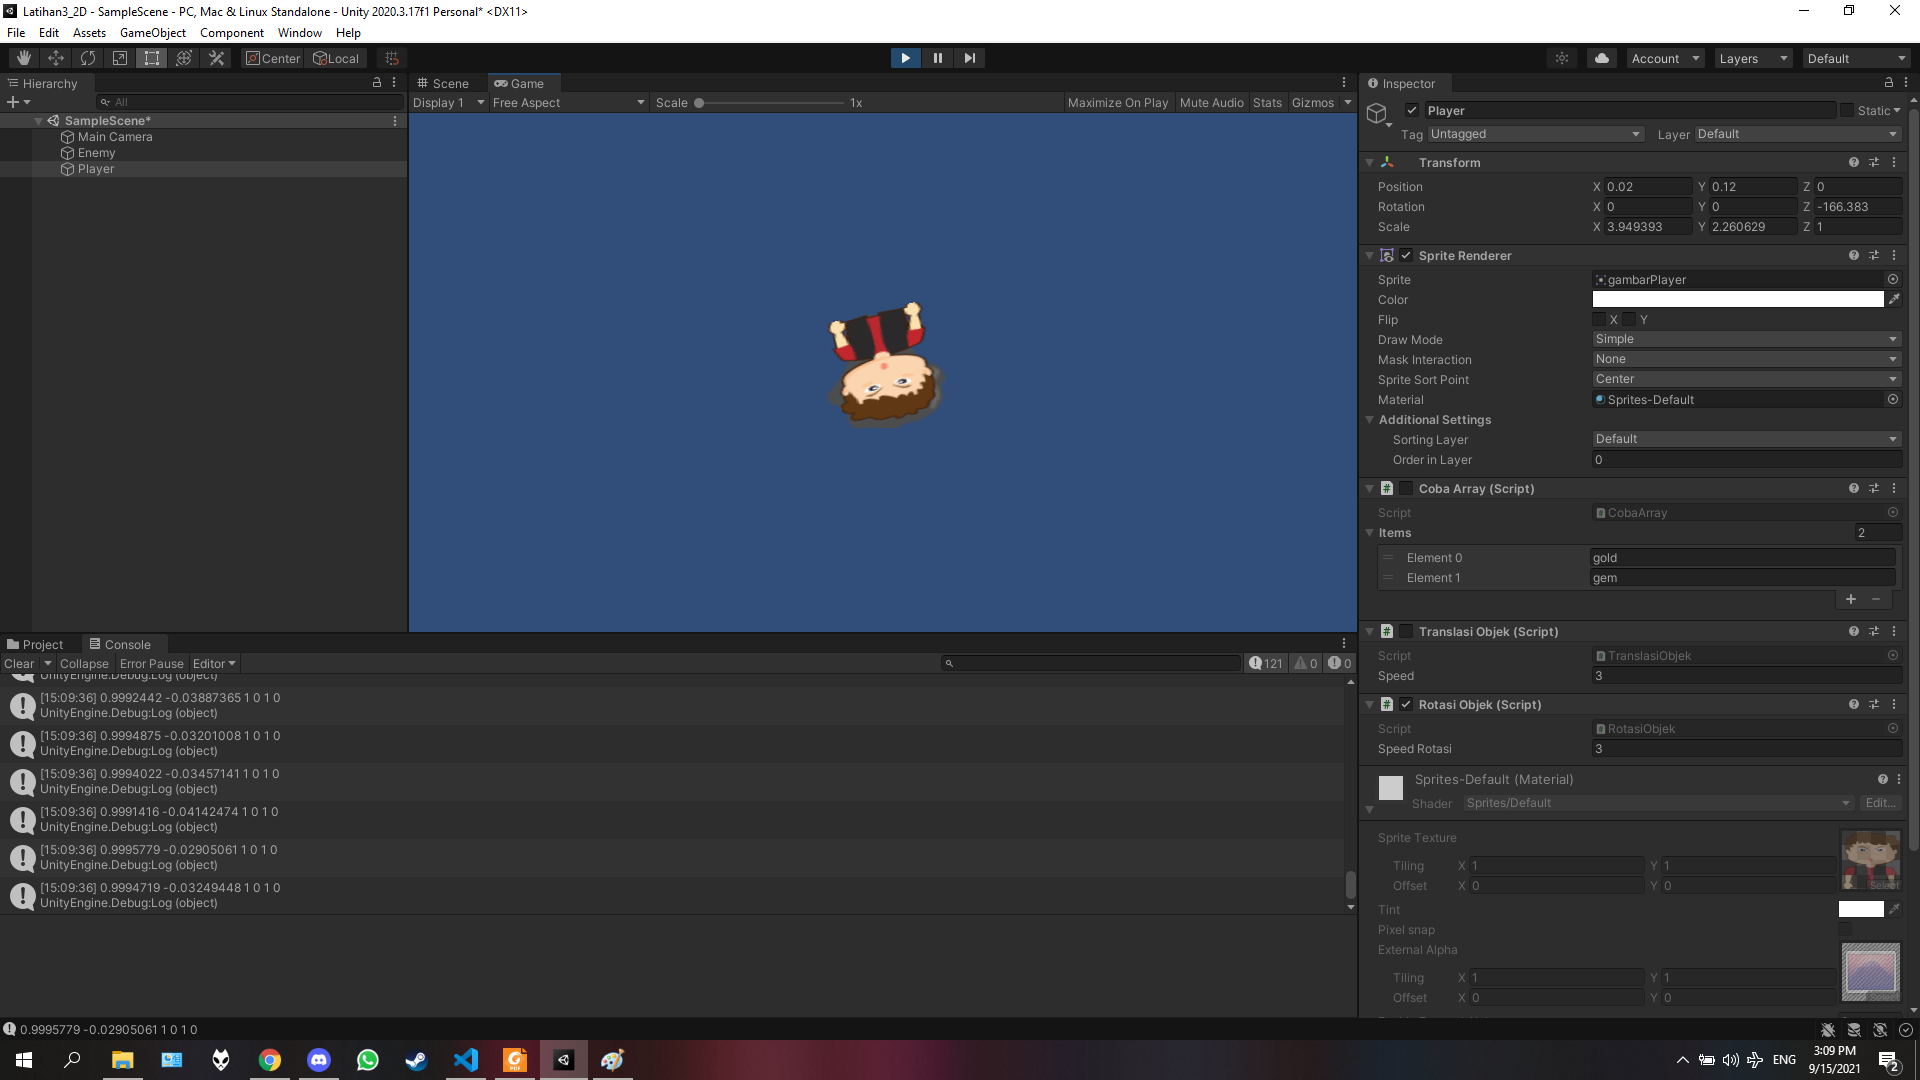 Latihan3_2D - SampleScene - PC, Mac & Linux Standalone - Unity 2020.3.17f1 Personal* <DX11>
File Edit Assets GameObject Component Window Help
Center Local
Account Layers Default
Hierarchy
All
SampleScene*
Main Camera
Enemy
Player
Scene Game
Display 1 Free Aspect Scale 1x Maximize On Play Mute Audio Stats Gizmos
Inspector
Player Static
Tag Untagged Layer Default
Transform
Position X 0.02 Y 0.12 Z 0
Rotation X 0 Y 0 Z -166.383
Scale X 3.949393 Y 2.260629 Z 1
Sprite Renderer
Sprite gambarPlayer
Color
Flip X Y
Draw Mode Simple
Mask Interaction None
Sprite Sort Point Center
Material Sprites-Default
Additional Settings
Sorting Layer Default
Order in Layer 0
# Coba Array (Script)
Script CobaArray
Items 2
Element 0 gold
Element 1 gem
# Translasi Objek (Script)
Script TranslasiObjek
Speed 3
# Rotasi Objek (Script)
Script RotasiObjek
Speed Rotasi 3
Sprites-Default (Material)
Shader Sprites/Default Edit...
Sprite Texture
Tiling X 1 Y 1
Offset X 0 Y 0
Select
Tint
Pixel snap
External Alpha
Tiling X 1 Y 1
Offset X 0 Y 0
Select
Project Console
Clear Collapse Error Pause Editor 121 0 0
UnityEngine.Debug:Log (object)
[15:09:36] 0.9992442 -0.03887365 1 0 1 0
UnityEngine.Debug:Log (object)
[15:09:36] 0.9994875 -0.03201008 1 0 1 0
UnityEngine.Debug:Log (object)
[15:09:36] 0.9994022 -0.03457141 1 0 1 0
UnityEngine.Debug:Log (object)
[15:09:36] 0.9991416 -0.04142474 1 0 1 0
UnityEngine.Debug:Log (object)
[15:09:36] 0.9995779 -0.02905061 1 0 1 0
UnityEngine.Debug:Log (object)
[15:09:36] 0.9994719 -0.03249448 1 0 1 0
UnityEngine.Debug:Log (object)
0.9995779 -0.02905061 1 0 1 0
ENG
3:09 PM
9/15/2021
2